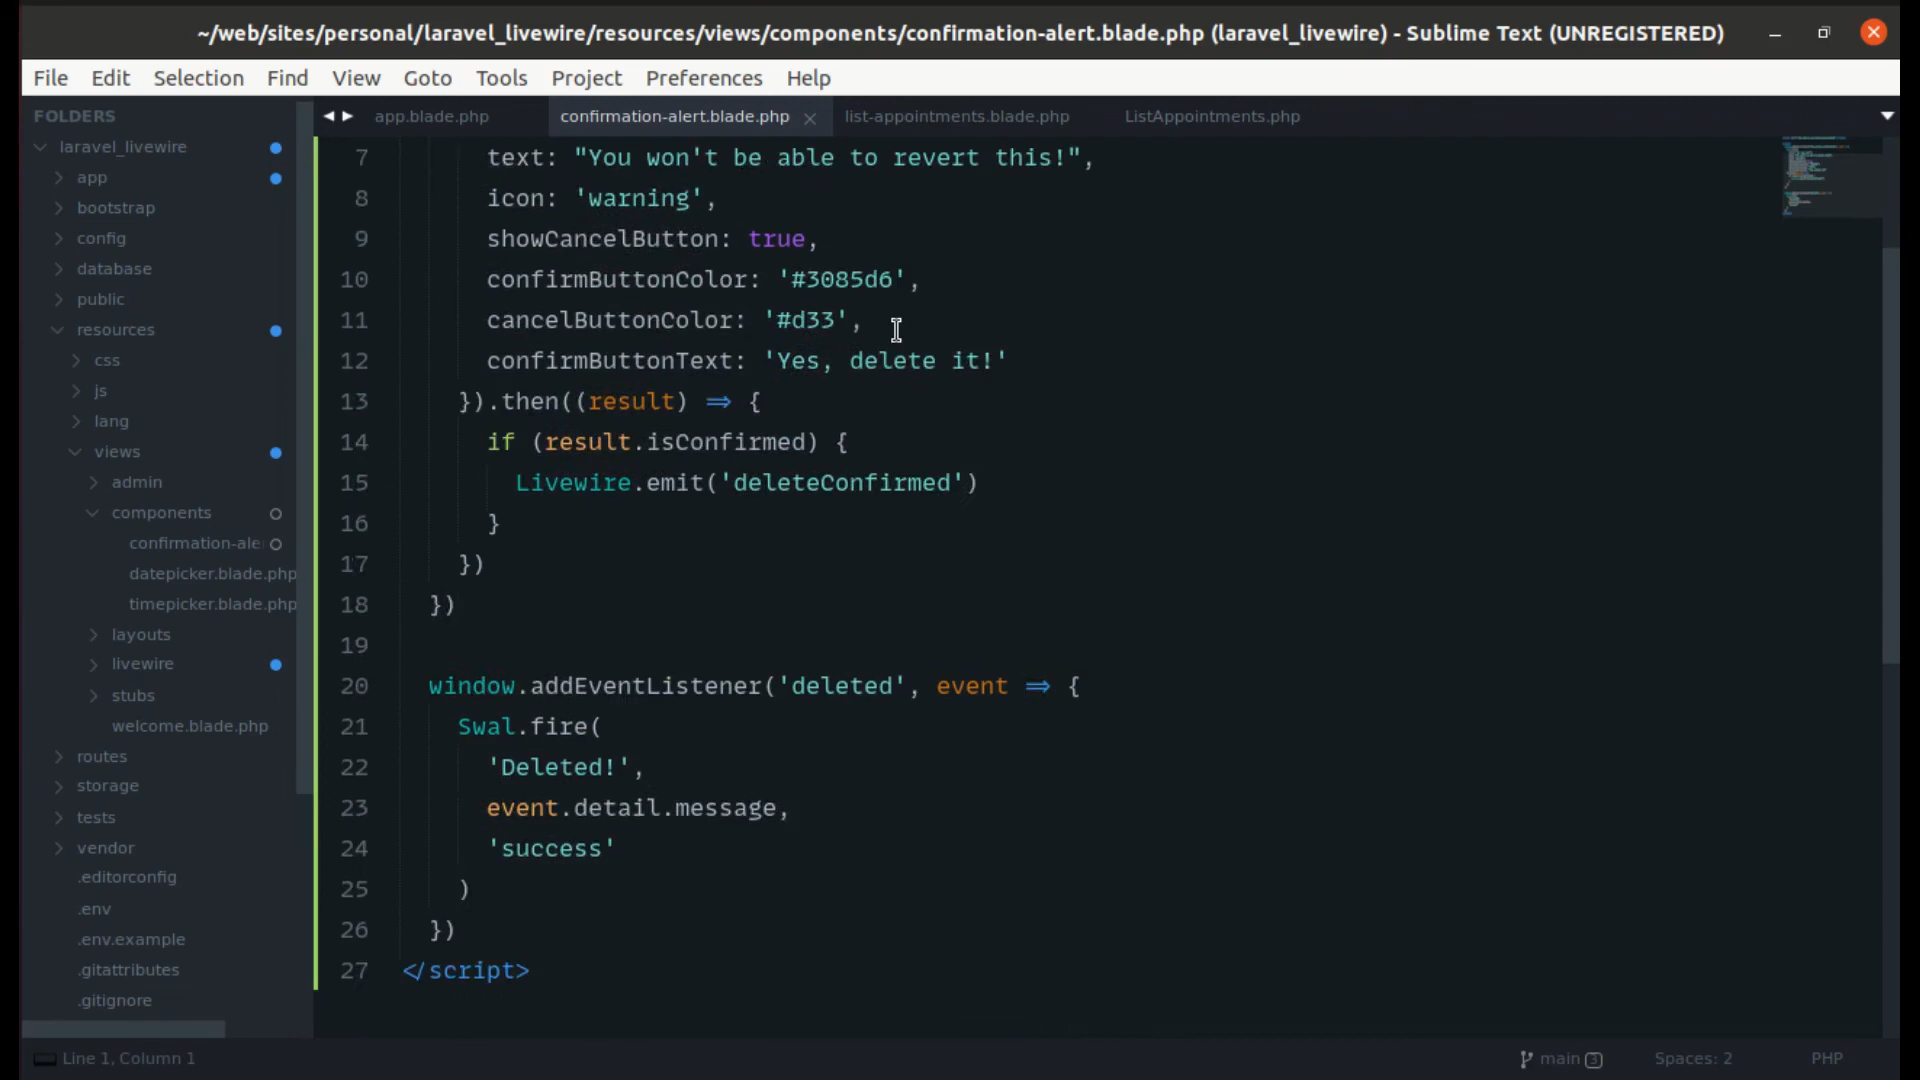 ~/web/sites/personal/laravel_livewire/resources/views/components/confirmation-alert.blade.php (laravel_livewire) - Sublime Text (UNREGISTERED)
File Edit Selection Find View Goto Tools Project Preferences Help
FOLDERS
laravel_livewire
app
bootstrap
config
database
public
resources
css
js
lang
views
admin
components
confirmation-ale
datepicker.blade.php
timepicker.blade.php
layouts
livewire
stubs
welcome.blade.php
routes
storage
tests
vendor
.editorconfig
.env
.env.example
.gitattributes
.gitignore
app.blade.php confirmation-alert.blade.php list-appointments.blade.php ListAppointments.php
7 text: "You won't be able to revert this!",
8 icon: 'warning',
9 showCancelButton: true,
10 confirmButtonColor: '#3085d6',
11 cancelButtonColor: '#d33',
12 confirmButtonText: 'Yes, delete it!'
13 }).then((result) => {
14 if (result.isConfirmed) {
15 Livewire.emit('deleteConfirmed')
16 }
17 })
18 })
19
20 window.addEventListener('deleted', event => {
21 Swal.fire(
22 'Deleted!',
23 event.detail.message,
24 'success'
25 )
26 })
27 </script>
Line 1, Column 1 main 3 Spaces: 2 PHP